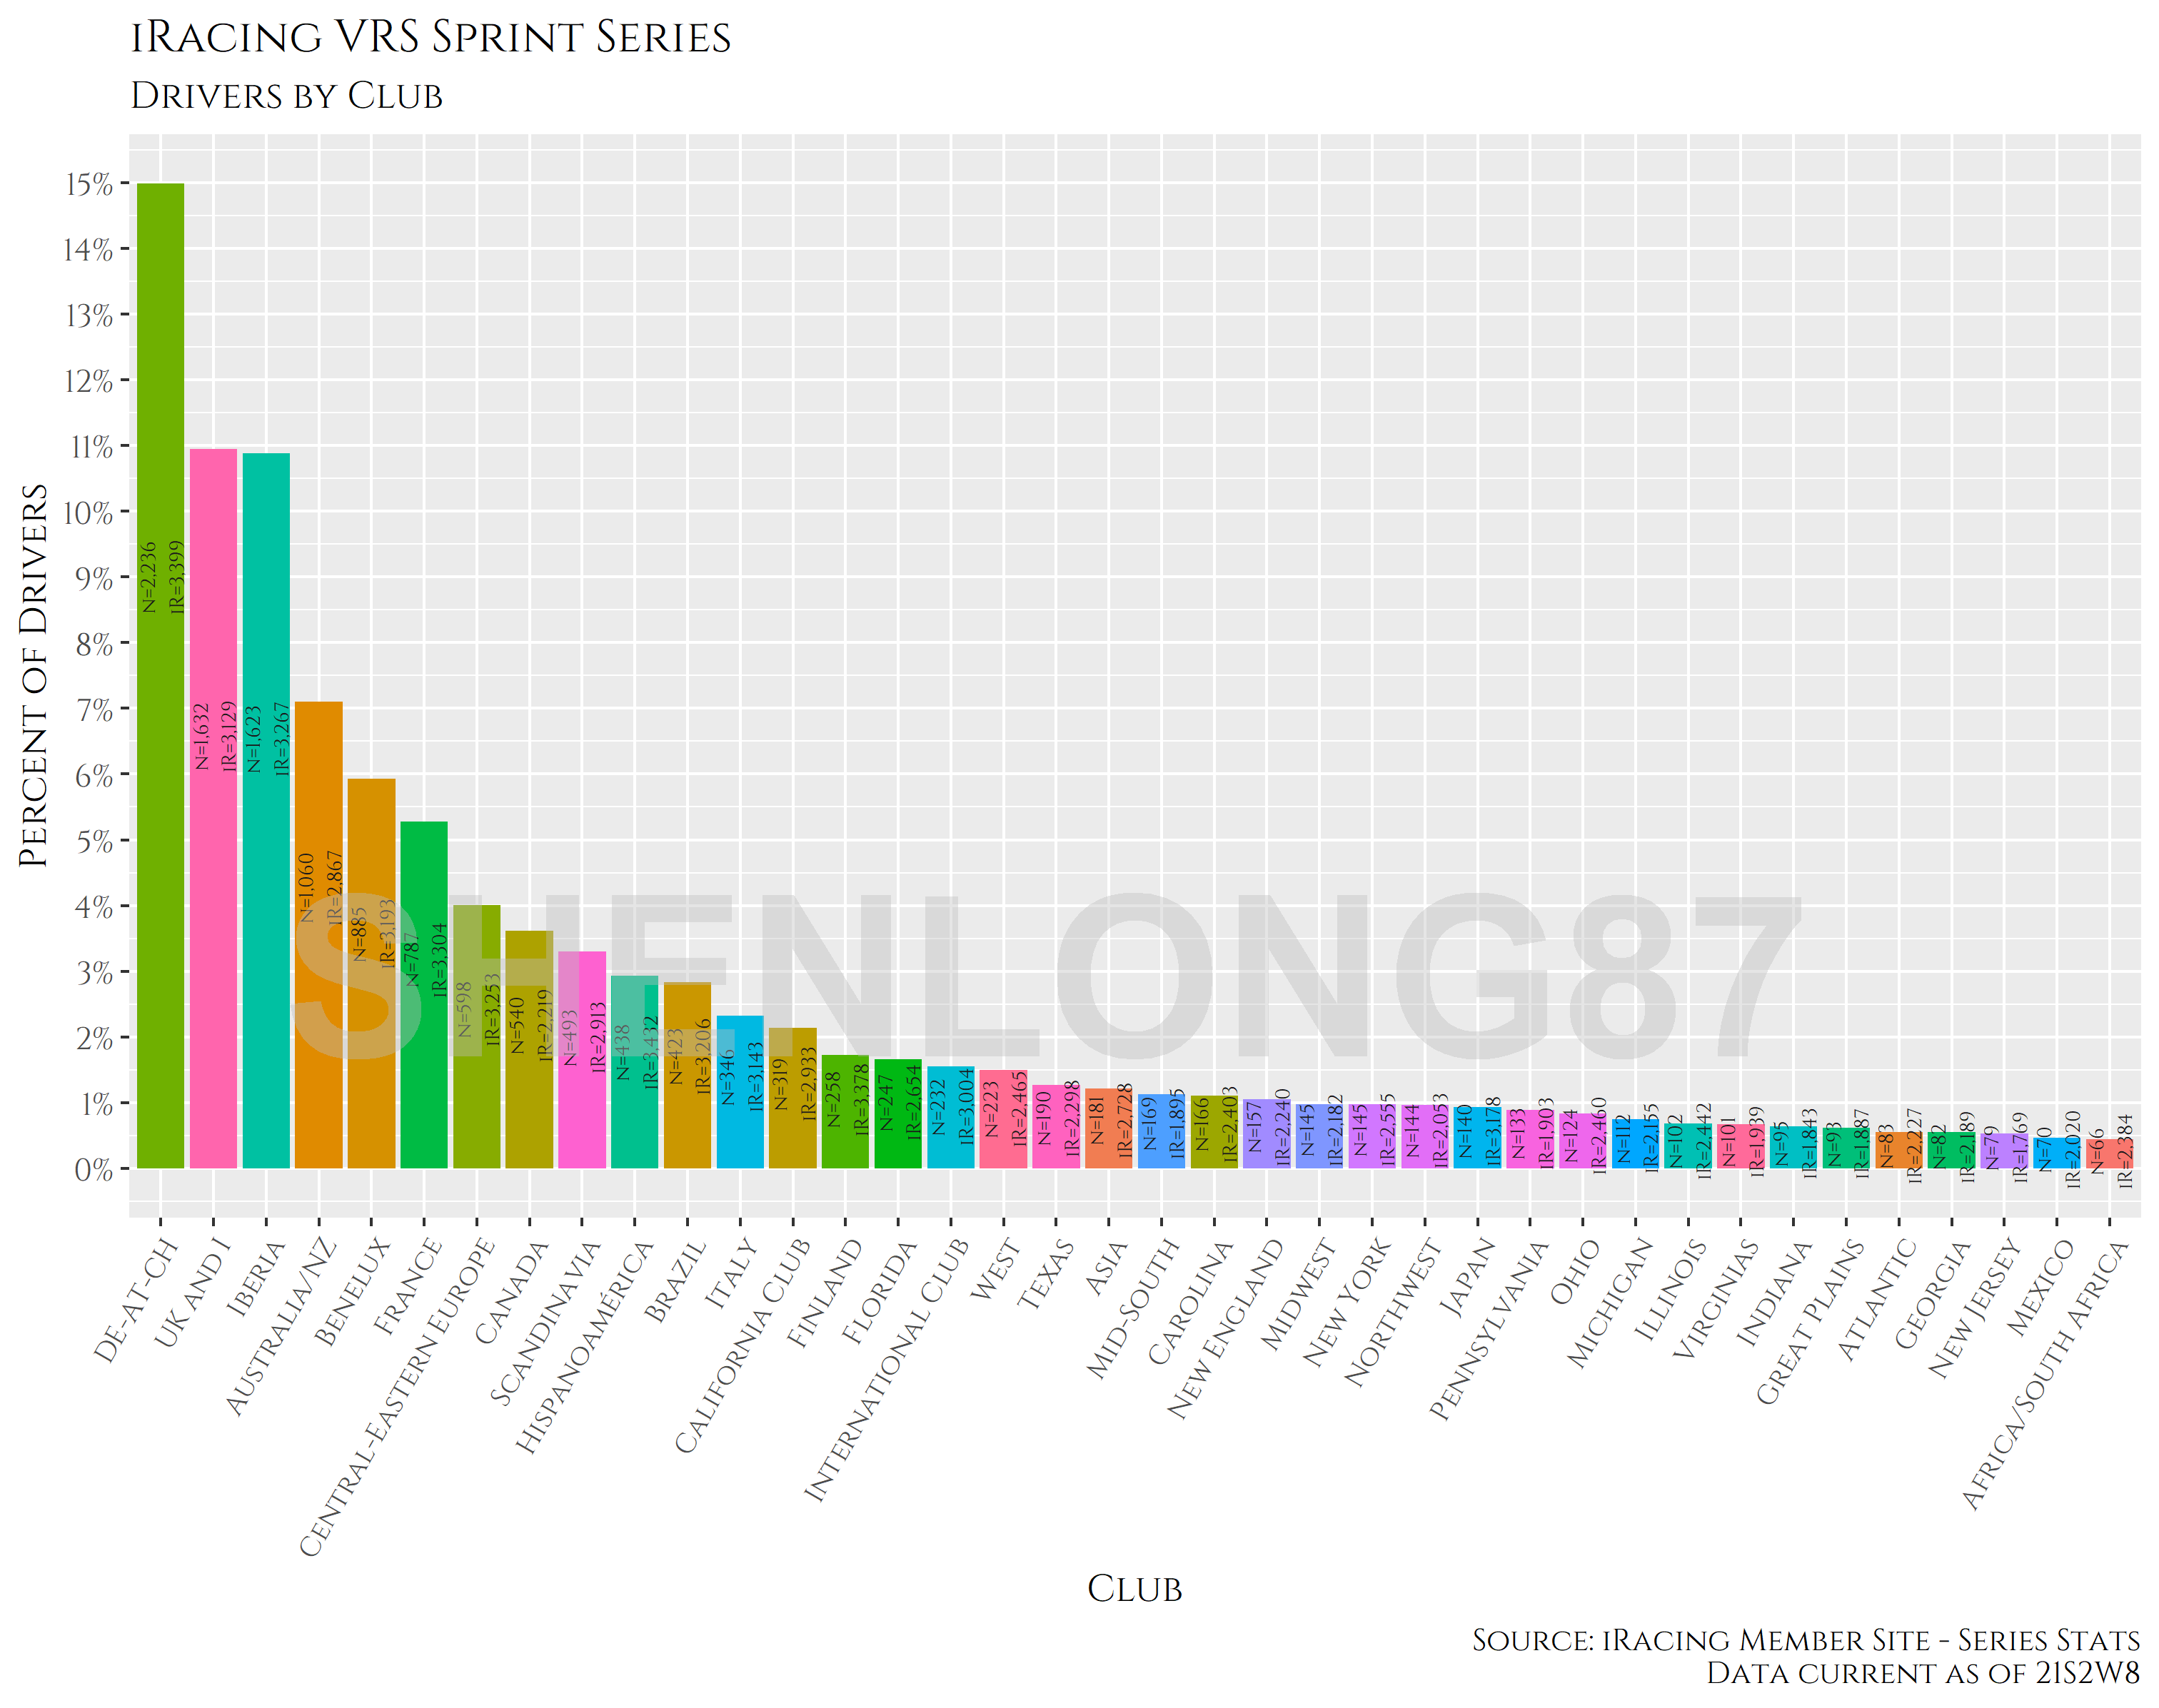 iRacing VRS Sprint Series
Drivers by Club
Percent of Drivers
15%
14%
13%
12%
11%
10%
9%
8%
7%
6%
5%
4%
3%
2%
1%
0%
N=2,236
iR=3,399
N=1,632
iR=3,129
N=1,623
iR=3,267
N=1,060
iR=2,867
N=885
iR=3,193
N=787
iR=3,304
N=598
iR=3,253
N=540
iR=2,219
N=493
iR=2,913
N=438
iR=3,432
N=423
iR=3,206
N=346
iR=3,143
N=319
iR=2,933
N=258
iR=3,378
N=247
iR=2,654
N=232
iR=3,004
N=223
iR=2,465
N=190
iR=2,298
N=181
iR=2,728
N=169
iR=1,895
N=166
iR=2,403
N=157
iR=2,240
N=145
iR=2,182
N=145
iR=2,555
N=144
iR=2,053
N=140
iR=3,178
N=133
iR=1,903
N=124
iR=2,460
N=112
iR=2,155
N=102
iR=2,442
N=101
iR=1,939
N=95
iR=1,843
N=93
iR=1,887
N=83
iR=2,227
N=82
iR=2,189
N=79
iR=1,769
N=70
iR=2,020
N=66
iR=2,384
SHENLONG87
DE-AT-CH
UK and I
Iberia
Australia/NZ
Benelux
France
Central-Eastern Europe
Canada
Scandinavia
Hispanoamérica
Brazil
Italy
California Club
Finland
Florida
International Club
West
Texas
Asia
Mid-South
Carolina
New England
Midwest
New York
Northwest
Japan
Pennsylvania
Ohio
Michigan
Illinois
Virginias
Indiana
Great Plains
Atlantic
Georgia
New Jersey
Mexico
Africa/South Africa
Club
Source: iRacing Member Site - Series Stats
Data current as of 21S2W8